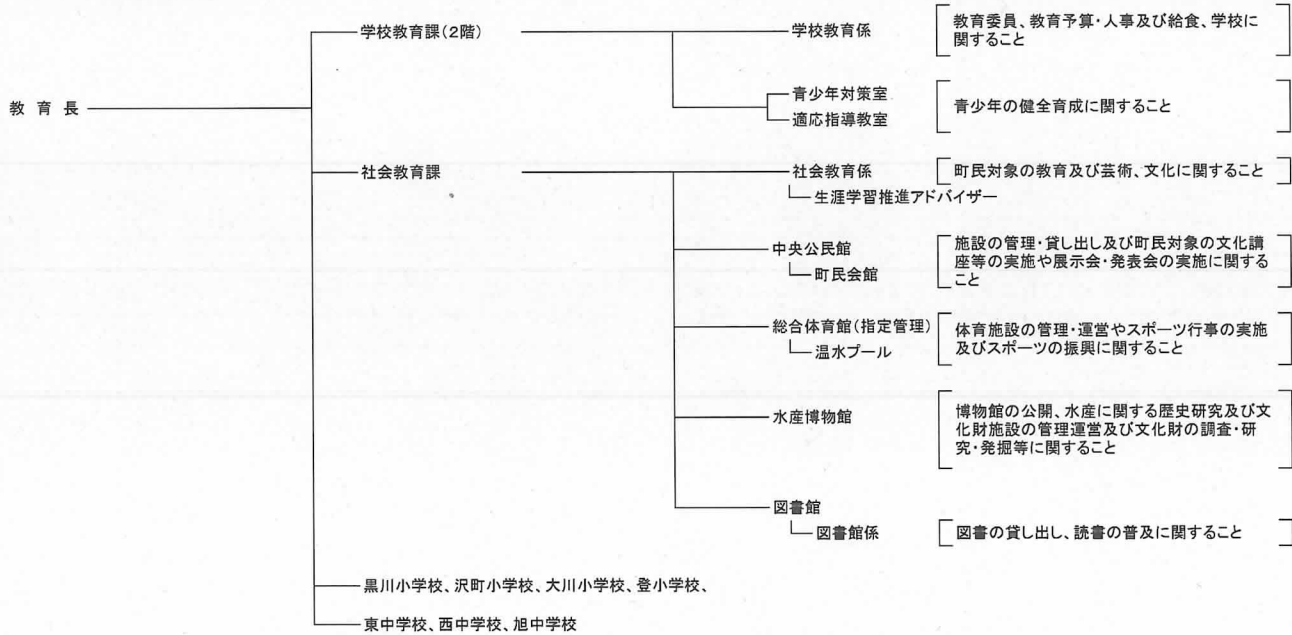 教育長
学校教育課(2階)
学校教育係
教育委員、教育予算・人事及び給食、学校に
関すること
青少年対策室
適応指導教室
青少年の健全育成に関すること
社会教育課
社会教育係
町民対象の教育及び芸術、文化に関すること
生涯学習推進アドバイザー
中央公民館
町民会館
施設の管理・貸し出し及び町民対象の文化講
座等の実施や展示会・発表会の実施に関する
こと
総合体育館(指定管理)
温水プール
体育施設の管理・運営やスポーツ行事の実施
及びスポーツの振興に関すること
水産博物館
博物館の公開、水産に関する歴史研究及び文
化財施設の管理運営及び文化財の調査・研
究・発掘等に関すること
図書館
図書館係
図書の貸し出し、読書の普及に関すること
黒川小学校、沢町小学校、大川小学校、登小学校、
東中学校、西中学校、旭中学校